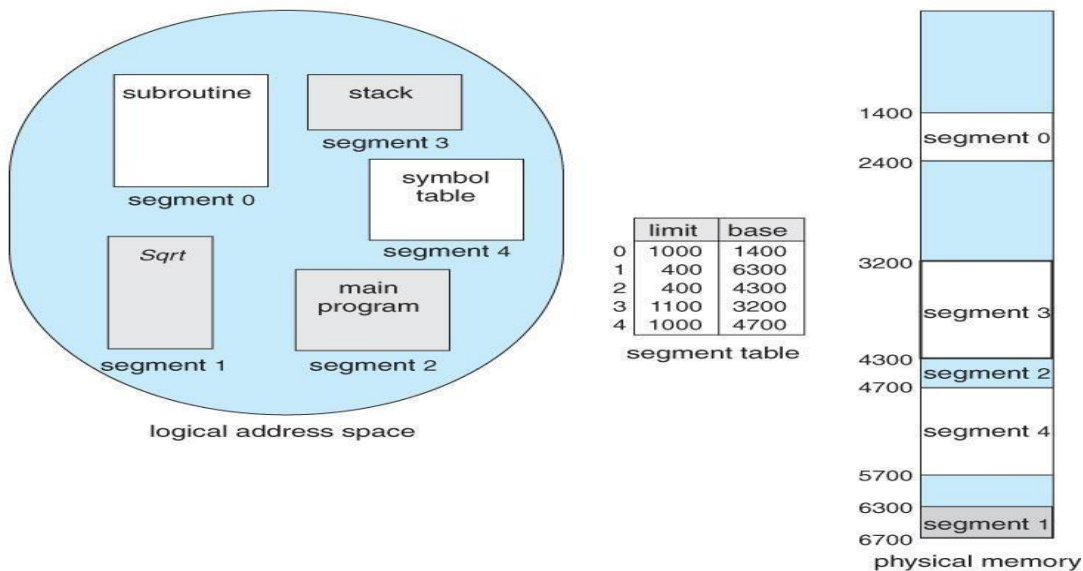 subroutine
segment 0
stack
segment 3
symbol
table
segment 4
Sqrt
segment 1
main
program
segment 2
logical address space
limit base
0 1000 1400
1 400 6300
2 400 4300
3 1100 3200
4 1000 4700
segment table
1400
segment 0
2400
3200
segment 3
4300
segment 2
4700
segment 4
5700
6300
segment 1
6700
physical memory